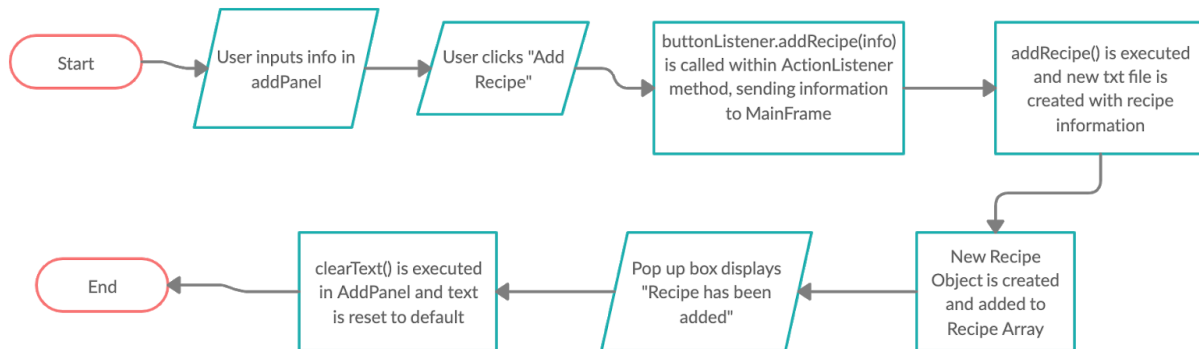 Start
User inputs info in
addPanel
User clicks "Add
Recipe"
buttonListener.addRecipe(info)
is called within ActionListener
method, sending information
to MainFrame
addRecipe() is executed
and new txt file is
created with recipe
information
New Recipe
Object is created
and added to
Recipe Array
Pop up box displays
"Recipe has been
added"
clearText() is executed
in AddPanel and text
is reset to default
End